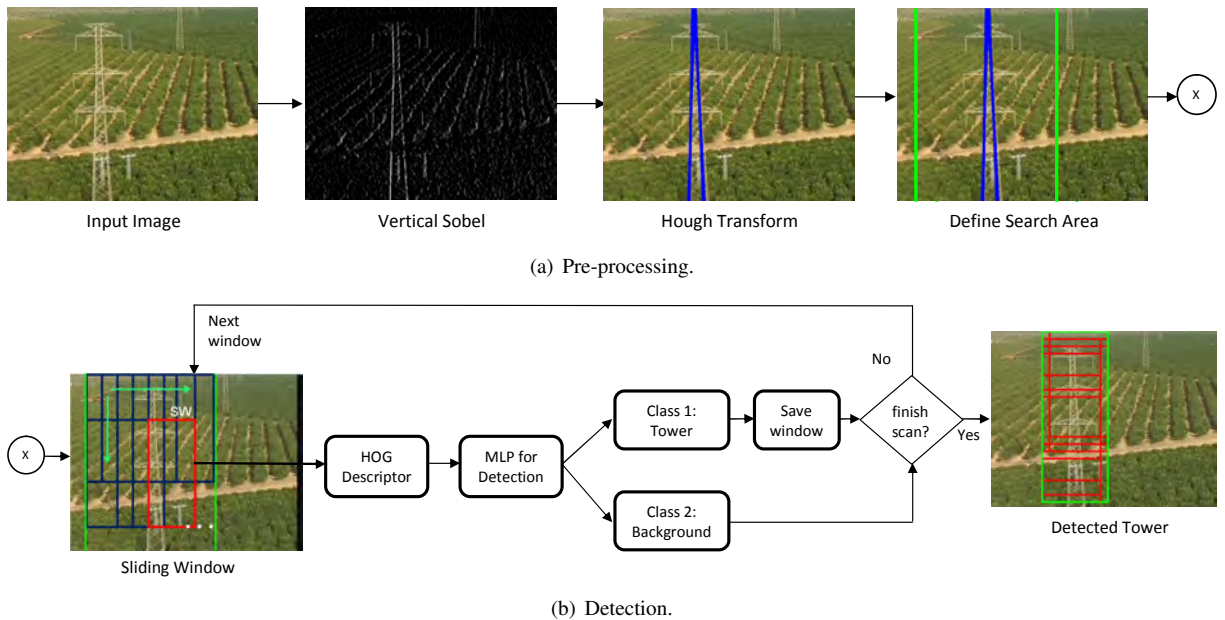 x
Input Image
Vertical Sobel
Hough Transform
Define Search Area
(a) Pre-processing.
Next
window
No
SW
x
HOG
Descriptor
MLP for
Detection
Class 1:
Tower
Save
window
finish
scan?
Yes
Class 2:
Background
Sliding Window
Detected Tower
(b) Detection.